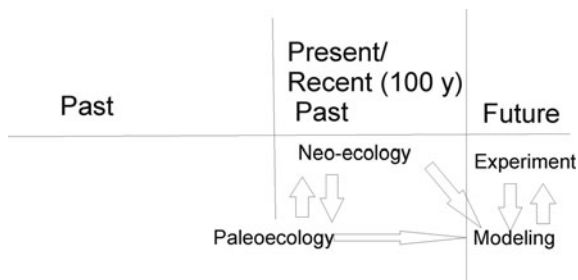 Past
Present/
Recent (100 y)
Past
Future
Neo-ecology
Experiment
Paleoecology
Modeling